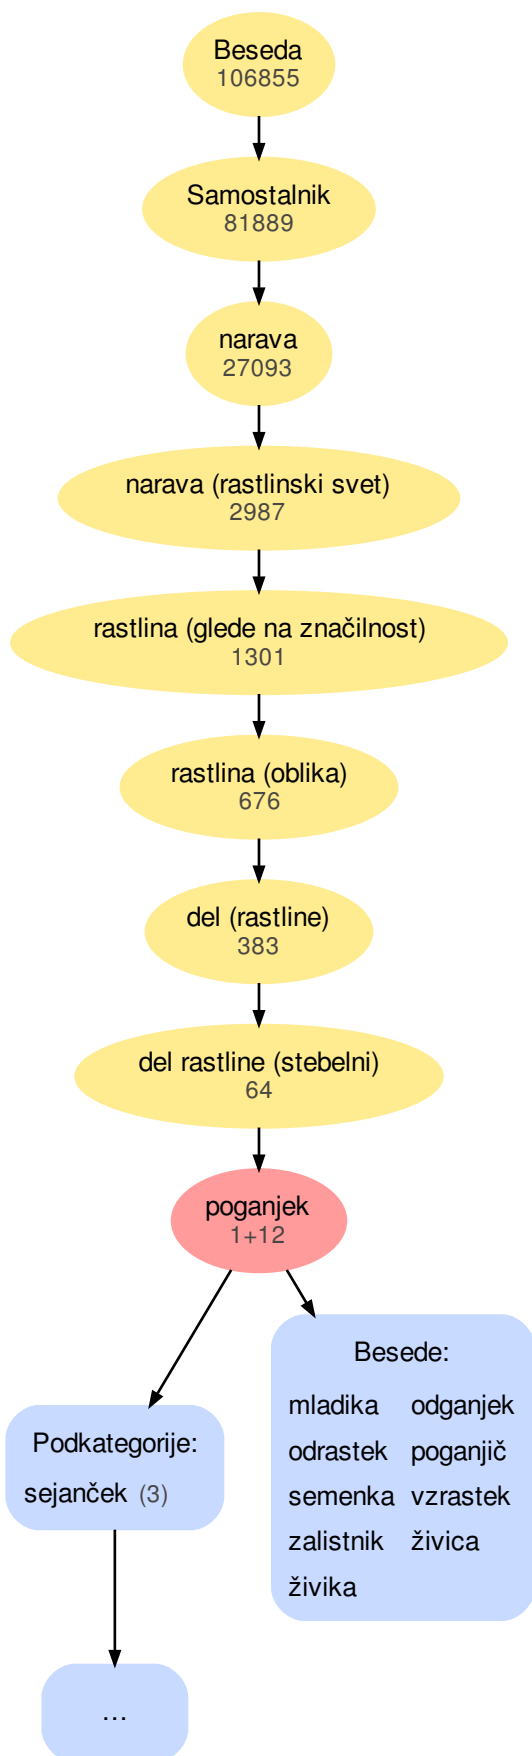 Beseda
106855
Samostalnik
81889
narava
27093
narava (rastlinski svet)
2987
rastlina (glede na značilnost)
1301
rastlina (oblika)
676
del (rastline)
383
del rastline (stebelni)
64
poganjek
1+12
Besede:
mladika odganjek
odrastek poganjič
semenka vzrastek
zalistnik živica
živika
Podkategorije:
sejanček (3)
...